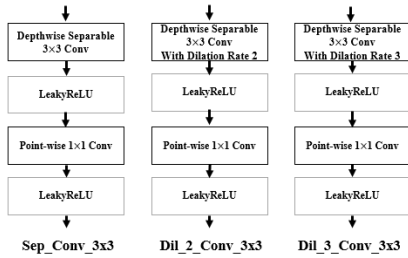 Depthwise Separable
3×3 Conv
LeakyReLU
Point-wise 1×1 Conv
LeakyReLU
Sep_Conv_3x3
Depthwise Separable
3×3 Conv
With Dilation Rate 2
LeakyReLU
Point-wise 1×1 Conv
LeakyReLU
Dil_2_Conv_3x3
Depthwise Separable
3×3 Conv
With Dilation Rate 3
LeakyReLU
Point-wise 1×1 Conv
LeakyReLU
Dil_3_Conv_3x3